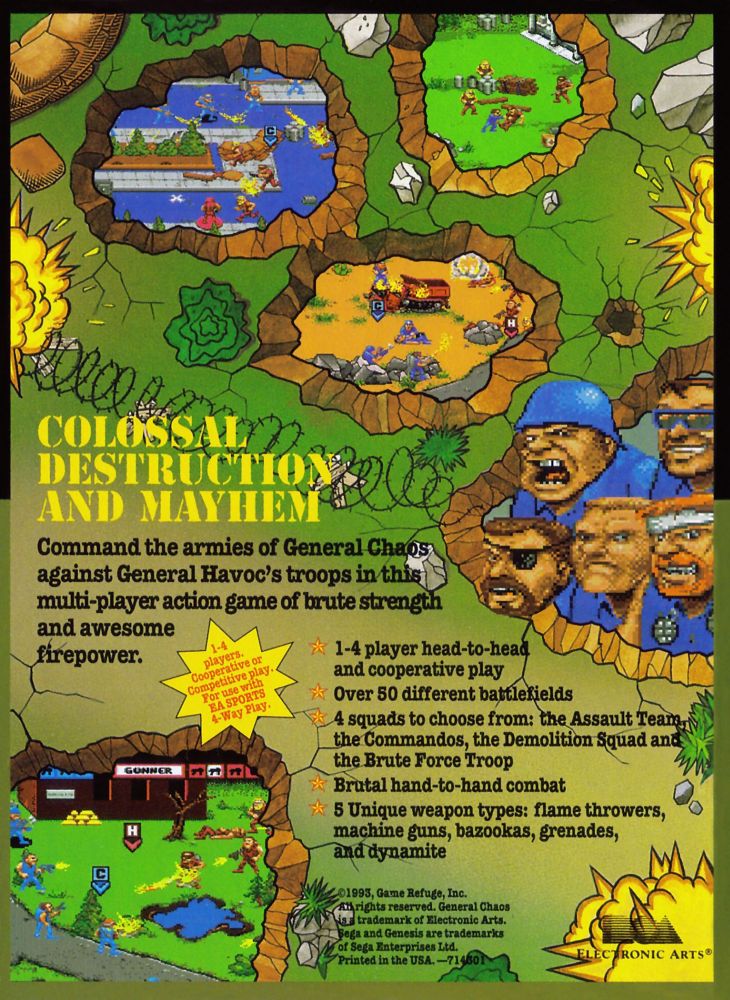 COLOSSAL
DESTRUCTION
AND MAYHEM
Command the armies of General Chaos
against General Havoc's troops in this
multi-player action game of brute strength
and awesome
firepower.
1-4
players.
Cooperative or
Competitive play.
For use with
EA SPORTS
4-Way Play.
1-4 player head-to-head
and cooperative play
Over 50 different battlefields
4 squads to choose from: the Assault Team,
the Commandos, the Demolition Squad and
the Brute Force Troop
Brutal hand-to-hand combat
5 Unique weapon types: flame throwers,
machine guns, bazookas, grenades,
and dynamite
C
C
H
GUNNER
H
C
©1993, Game Refuge, Inc.
All rights reserved. General Chaos
is a trademark of Electronic Arts.
Sega and Genesis are trademarks
of Sega Enterprises Ltd.
Printed in the USA. —714301
ELECTRONIC ARTS®